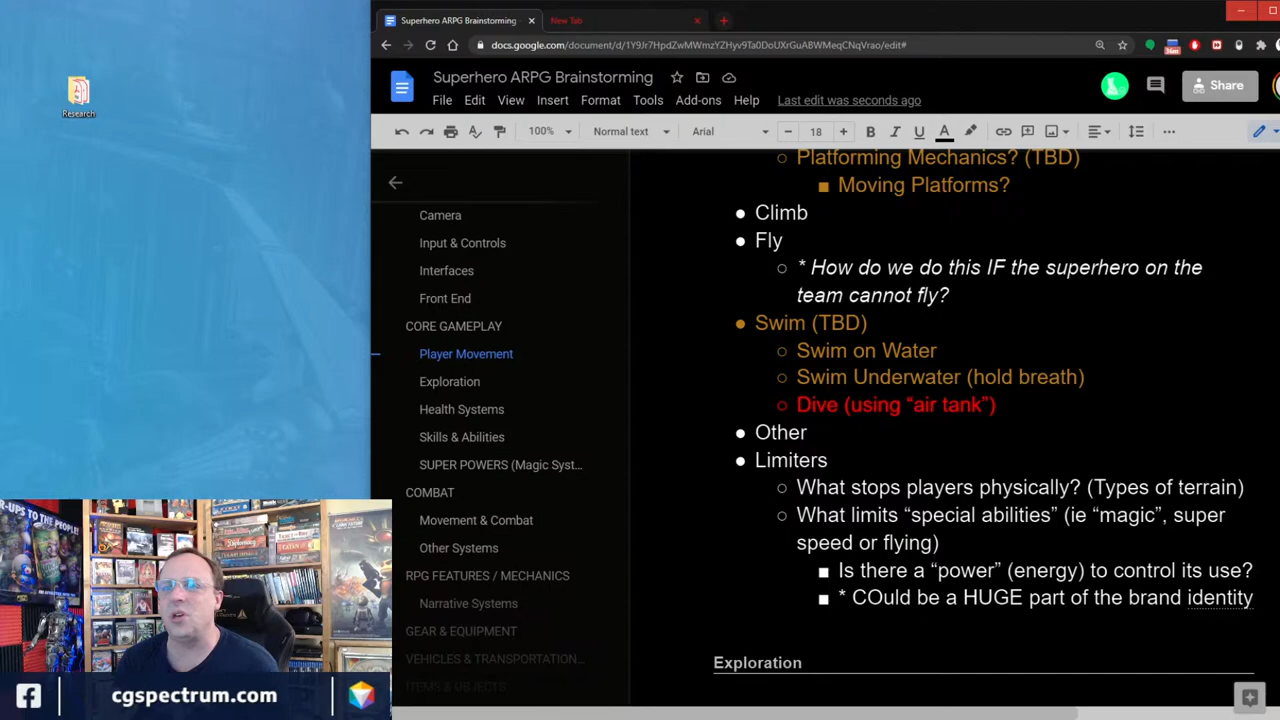 Superhero ARPG Brainstorming
New Tab
docs.google.com/document/d/1Y9Jr7HpdZwMWmzYZHyv9Ta0DoUXrGuABWMeqCNqVrao/edit#
36m
Superhero ARPG Brainstorming
File Edit View Insert Format Tools Add-ons Help Last edit was seconds ago
Share
100% Normal text Arial 18
Research
Camera
Input & Controls
Interfaces
Front End
CORE GAMEPLAY
Player Movement
Exploration
Health Systems
Skills & Abilities
SUPER POWERS (Magic Syst...
COMBAT
Movement & Combat
Other Systems
RPG FEATURES / MECHANICS
Narrative Systems
GEAR & EQUIPMENT
VEHICLES & TRANSPORTATION...
ITEMS & OBJECTS
○ Platforming Mechanics? (TBD)
■ Moving Platforms?
● Climb
● Fly
○ * How do we do this IF the superhero on the
team cannot fly?
● Swim (TBD)
○ Swim on Water
○ Swim Underwater (hold breath)
○ Dive (using “air tank”)
● Other
● Limiters
○ What stops players physically? (Types of terrain)
○ What limits “special abilities” (ie “magic”, super
speed or flying)
■ Is there a “power” (energy) to control its use?
■ * COuld be a HUGE part of the brand identity
Exploration
cgspectrum.com